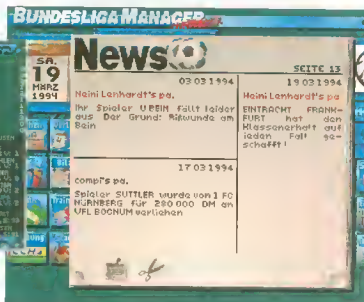 BUNDESLIGA MANAGER
News
SEITE 13
SA.
19
MÄRZ
1994
03 03 1994
Heini Lenhardt's pa.
Ihr Spieler U BEIM fällt leider
aus Der Grund: Risswunde am
Bein
17 03 1994
compi's pa.
Spieler SUTTLER wurde von 1 FC
NÜRNBERG für 280 000 DM an
VFL BOCHUM verliehen
19 03 1994
Heini Lenhardt's pa
EINTRACHT FRANK-
FURT hat den
Klassenerhalt auf
jeden Fall ge-
schafft!